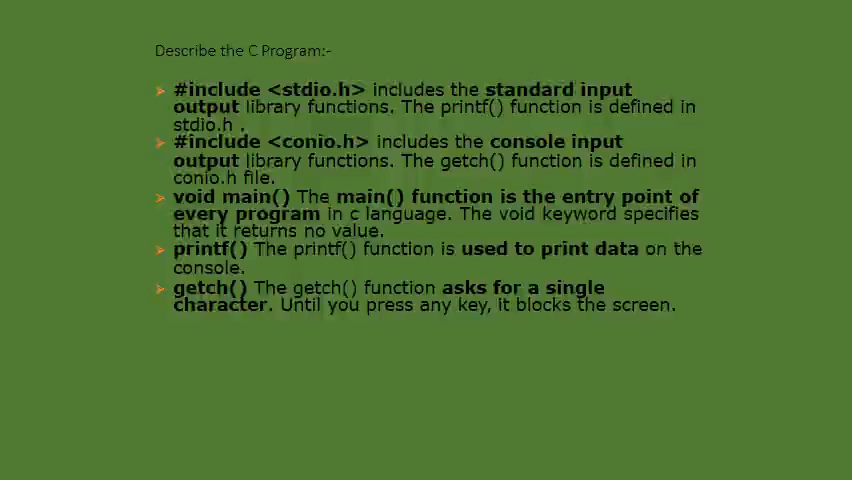 Describe the C Program:-
➤ #include <stdio.h> includes the standard input
output library functions. The printf() function is defined in
stdio.h .
➤ #include <conio.h> includes the console input
output library functions. The getch() function is defined in
conio.h file.
➤ void main() The main() function is the entry point of
every program in c language. The void keyword specifies
that it returns no value.
➤ printf() The printf() function is used to print data on the
console.
➤ getch() The getch() function asks for a single
character. Until you press any key, it blocks the screen.